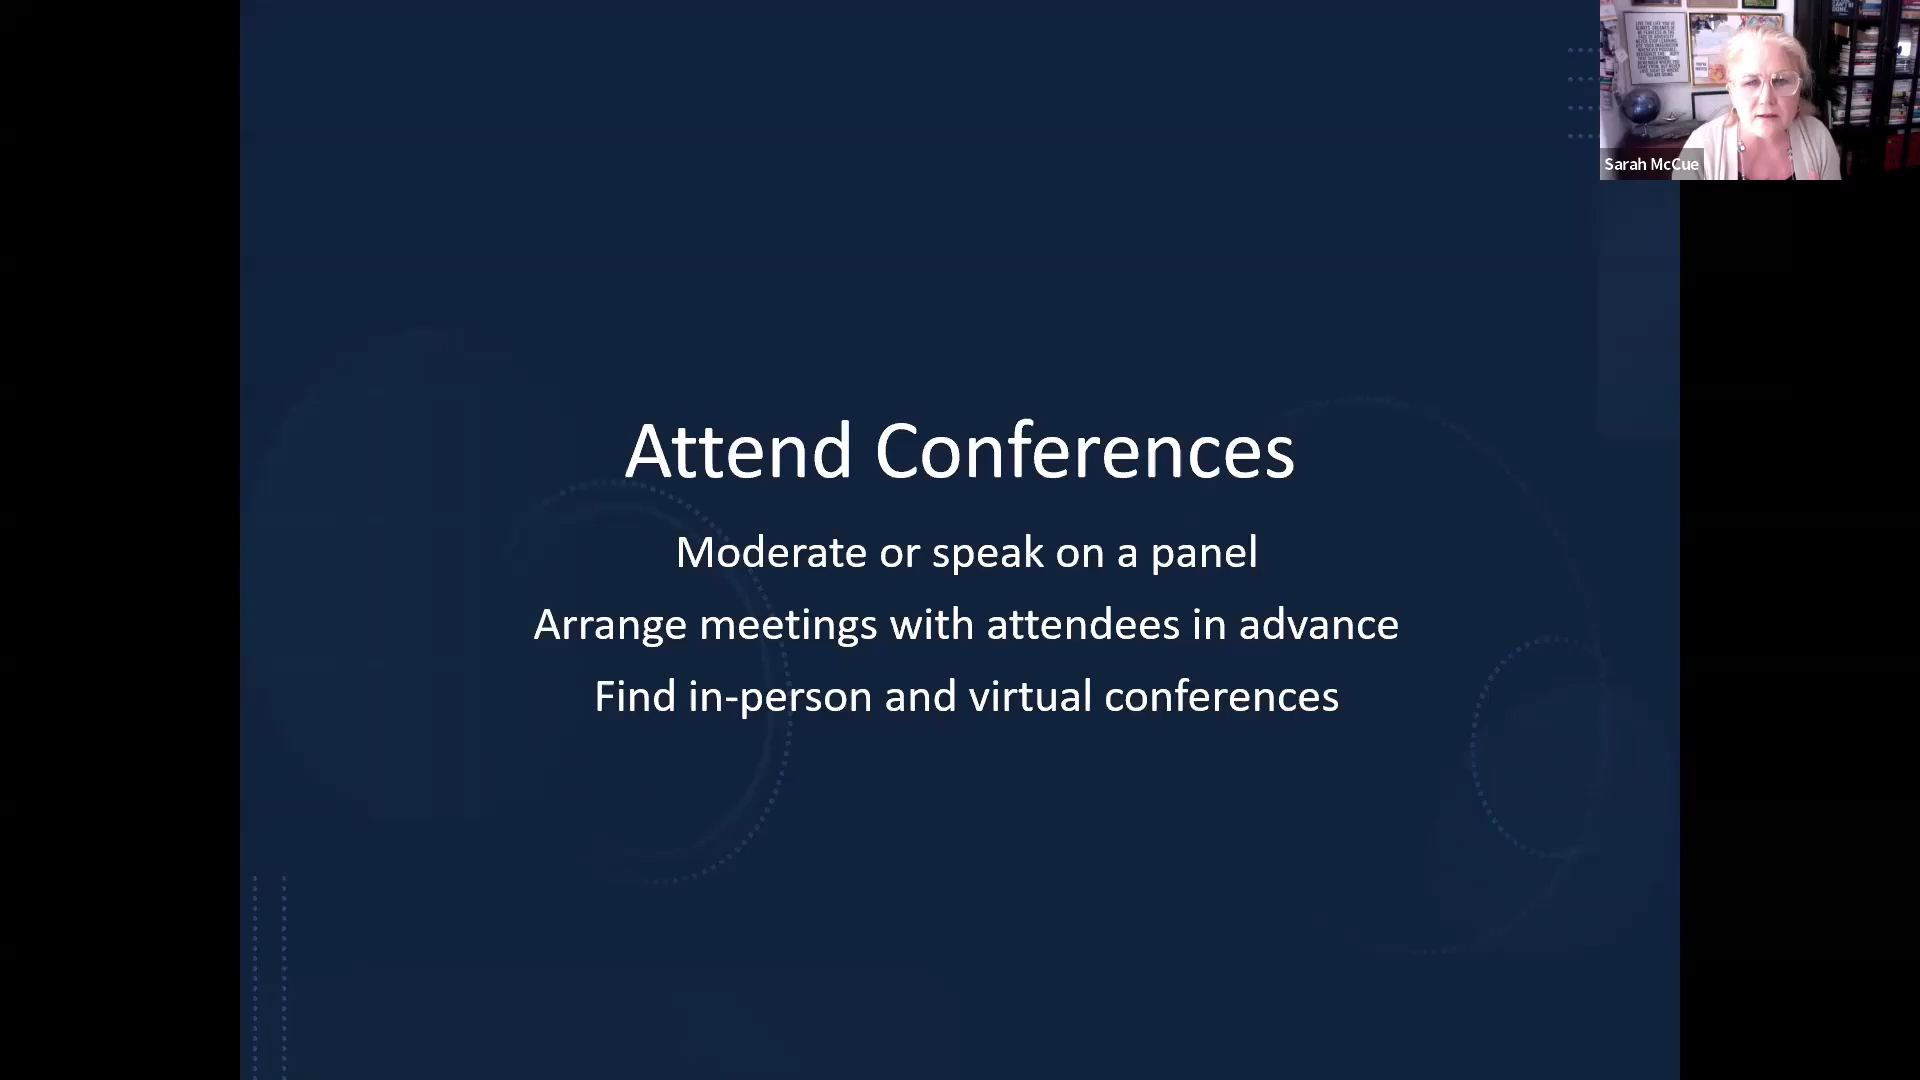 Attend Conferences
Moderate or speak on a panel
Arrange meetings with attendees in advance
Find in-person and virtual conferences
Sarah McCue